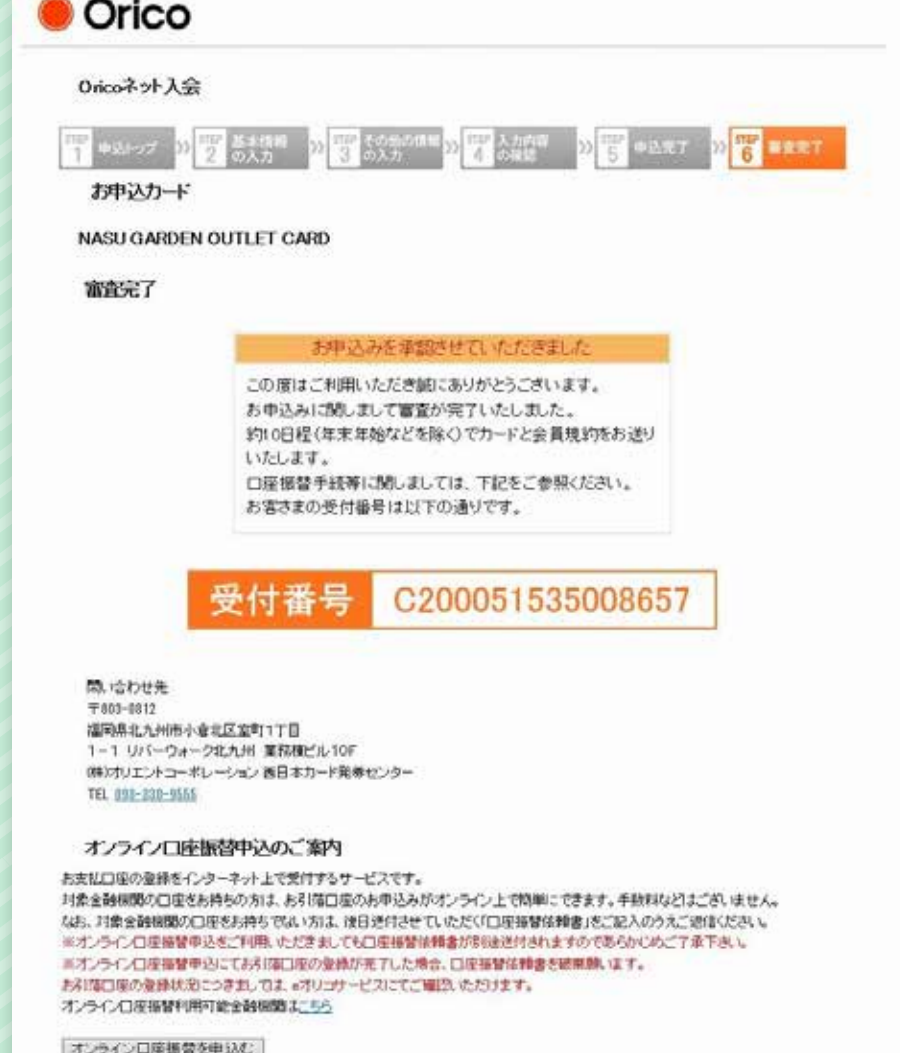 Orico
Oricoネット入会
STEP 1 申込トップ » STEP 2 基本情報の入力 » STEP 3 その他の情報の入力 » STEP 4 入力内容の確認 » STEP 5 申込完了 » STEP 6 審査完了
お申込カード
NASU GARDEN OUTLET CARD
審査完了
お申込みを承認させていただきました
この度はご利用いただき誠にありがとうございます。
お申込みに関しまして審査が完了いたしました。
約10日程(年末年始などを除く)でカードと会員規約をお送り
いたします。
口座振替手続等に関しましては、下記をご参照ください。
お客さまの受付番号は以下の通りです。
受付番号 C200051535008657
問い合わせ先
〒803-0812
福岡県北九州市小倉北区室町1丁目
1-1 リバーウォーク北九州 業務棟ビル10F
(株)オリエントコーポレーション 西日本カード発券センター
TEL
オンライン口座振替申込のご案内
お支払口座の登録をインターネット上で受付するサービスです。
対象金融機関の口座をお持ちの方は、お引落口座のお申込みがオンライン上で簡単にできます。手数料などはございません。
なお、対象金融機関の口座をお持ちでない方は、後日送付させていただく「口座振替依頼書」をご記入のうえご返信ください。
※オンライン口座振替申込をご利用いただきましても口座振替依頼書が別途送付されますのであらかじめご了承下さい。
※オンライン口座振替申込にてお引落口座の登録が完了した場合、口座振替依頼書を破棄願います。
お引落口座の登録状況につきましては、eオリコサービスにてご確認いただけます。
オンライン口座振替利用可能金融機関はこちら
オンライン口座振替を申込む